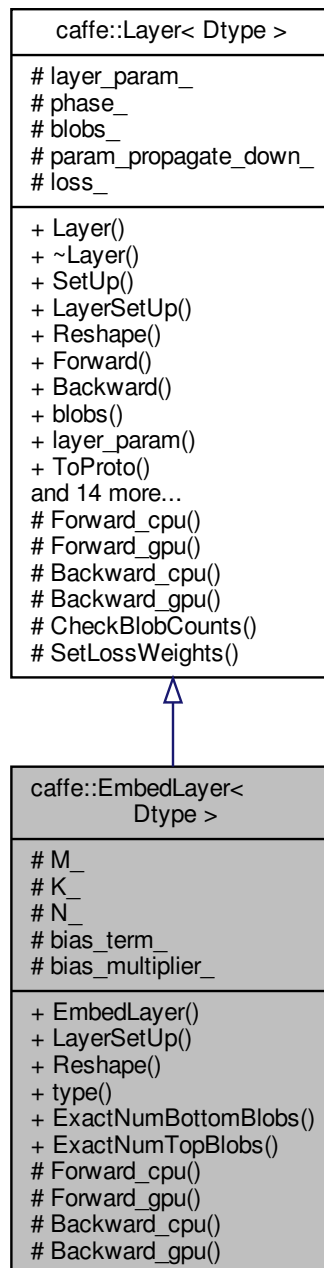 caffe::Layer< Dtype >
# layer_param_
# phase_
# blobs_
# param_propagate_down_
# loss_
+ Layer()
+ ~Layer()
+ SetUp()
+ LayerSetUp()
+ Reshape()
+ Forward()
+ Backward()
+ blobs()
+ layer_param()
+ ToProto()
and 14 more...
# Forward_cpu()
# Forward_gpu()
# Backward_cpu()
# Backward_gpu()
# CheckBlobCounts()
# SetLossWeights()
caffe::EmbedLayer<
Dtype >
# M_
# K_
# N_
# bias_term_
# bias_multiplier_
+ EmbedLayer()
+ LayerSetUp()
+ Reshape()
+ type()
+ ExactNumBottomBlobs()
+ ExactNumTopBlobs()
# Forward_cpu()
# Forward_gpu()
# Backward_cpu()
# Backward_gpu()